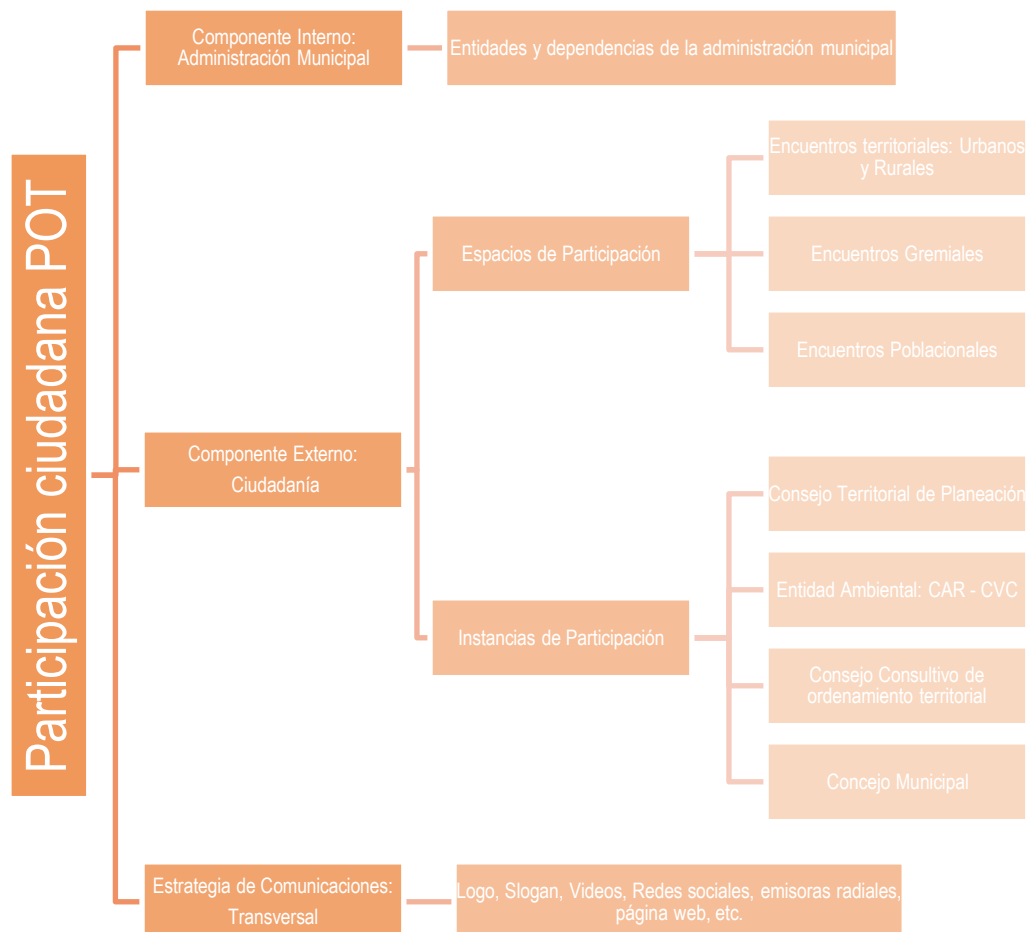 Participación ciudadana POT
Componente Interno:
Administración Municipal
Entidades y dependencias de la administración municipal
Componente Externo:
Ciudadanía
Espacios de Participación
Encuentros territoriales: Urbanos
y Rurales
Encuentros Gremiales
Encuentros Poblacionales
Instancias de Participación
Consejo Territorial de Planeación
Entidad Ambiental: CAR - CVC
Consejo Consultivo de
ordenamiento territorial
Concejo Municipal
Estrategia de Comunicaciones:
Transversal
Logo, Slogan, Videos, Redes sociales, emisoras radiales,
página web, etc.